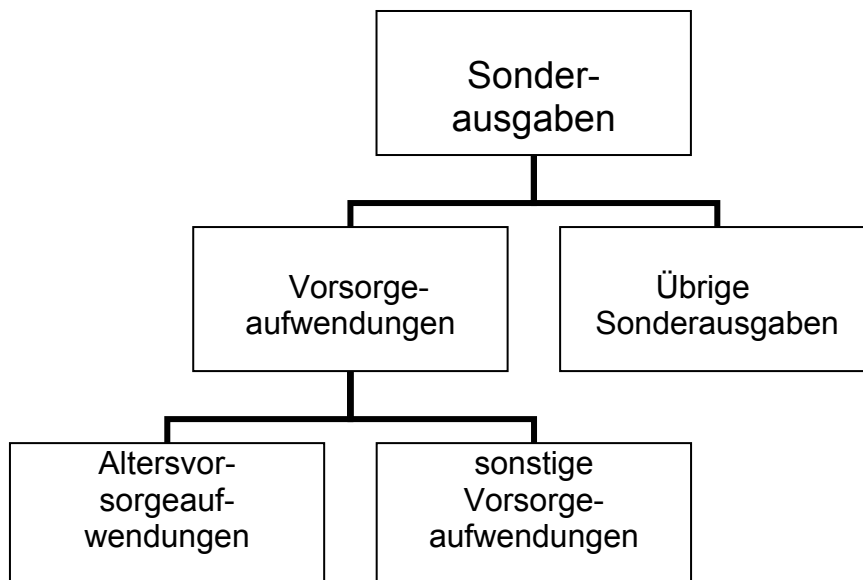 Sonder-
ausgaben
Vorsorge-
aufwendungen
Übrige
Sonderausgaben
Altersvor-
sorgeauf-
wendungen
sonstige
Vorsorge-
aufwendungen